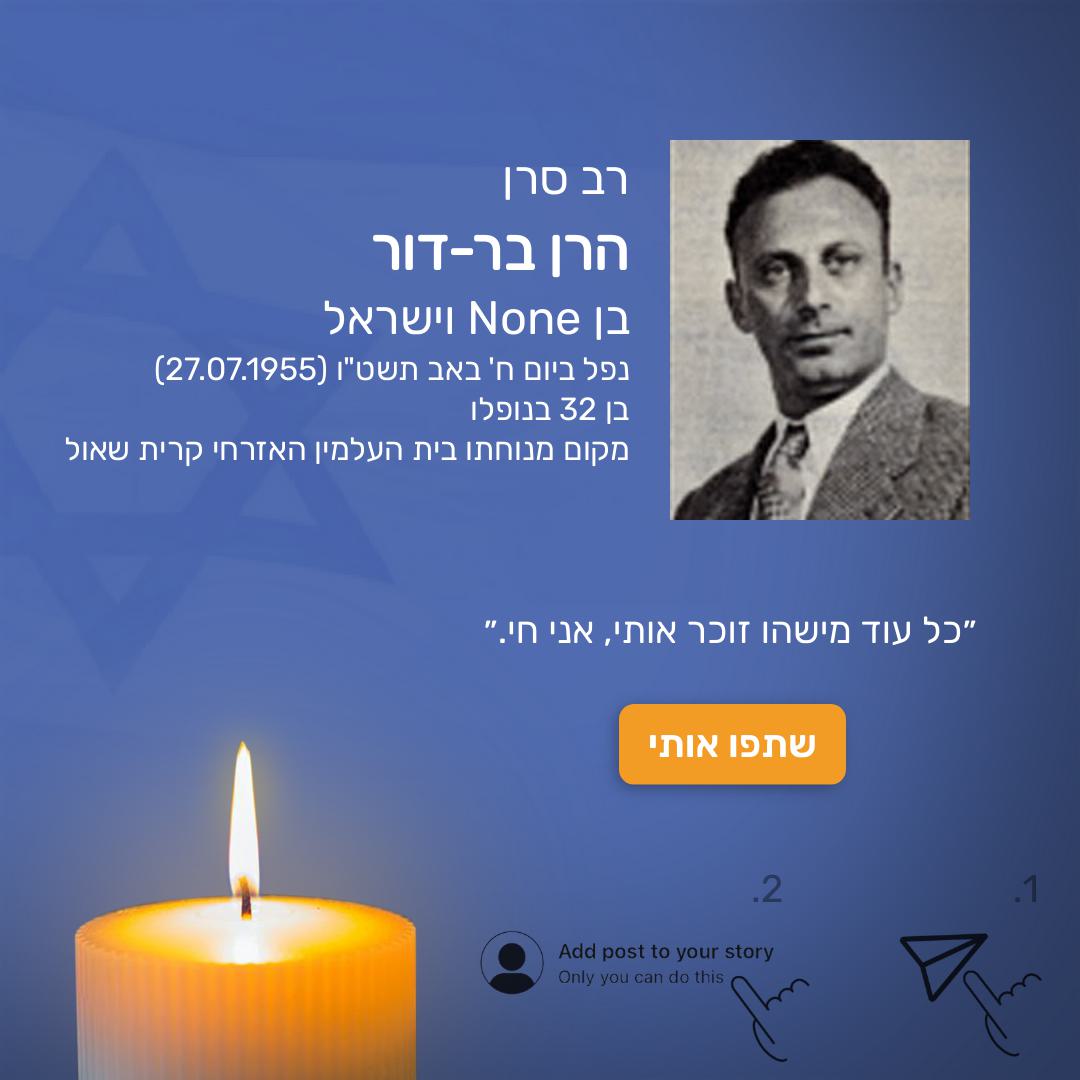 רב סרן
הרן בר-דור
בן None וישראל
נפל ביום ח' באב תשט"ו (27.07.1955)
בן 32 בנופלו
מקום מנוחתו בית העלמין האזרחי קרית שאול
״כל עוד מישהו זוכר אותי, אני חי.״
שתפו אותי
1.
2.
Add post to your story
Only you can do this